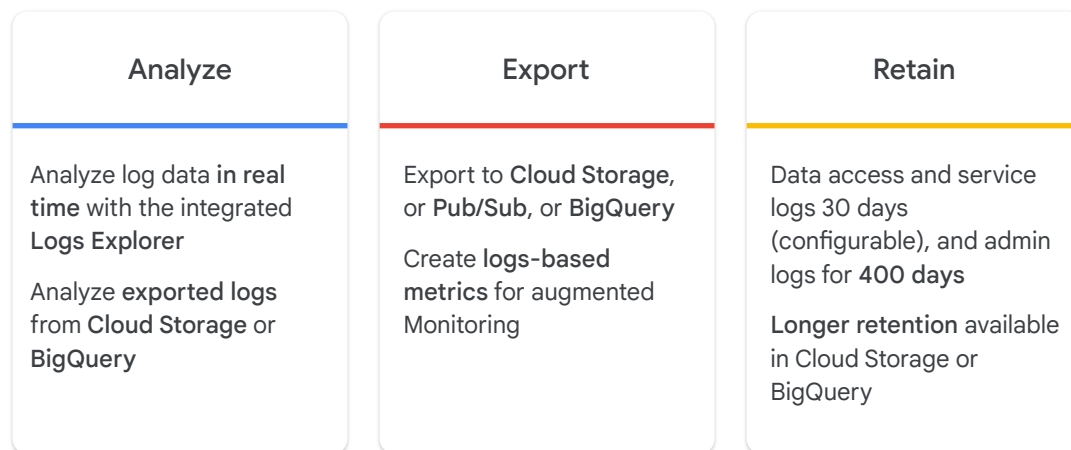 Analyze
Analyze log data in real
time with the integrated
Logs Explorer
Analyze exported logs
from Cloud Storage or
BigQuery
Export
Export to Cloud Storage,
or Pub/Sub, or BigQuery
Create logs-based
metrics for augmented
Monitoring
Retain
Data access and service
logs 30 days
(configurable), and admin
logs for 400 days
Longer retention available
in Cloud Storage or
BigQuery